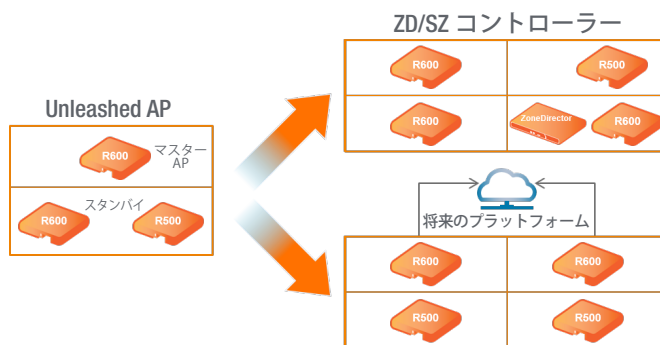 Unleashed AP
R600
マスター
AP
スタンバイ
R600
R500
ZD/SZ コントローラー
R600
R500
R600
ZoneDirector
R600
将来のプラットフォーム
R600
R600
R500
R500